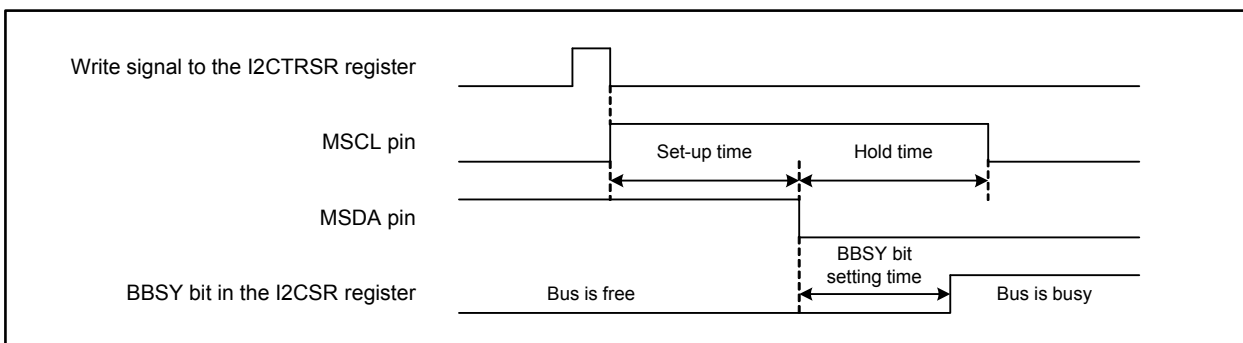 Write signal to the I2CTRSR register
MSCL pin
Set-up time
Hold time
MSDA pin
BBSY bit
setting time
BBSY bit in the I2CSR register
Bus is free
Bus is busy